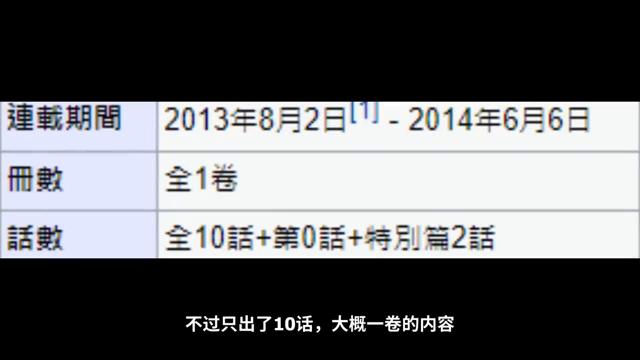 連載期間 2013年8月2日[1] - 2014年6月6日
冊數 全1卷
話數 全10話+第0話+特別篇2話
不过只出了10话，大概一卷的内容